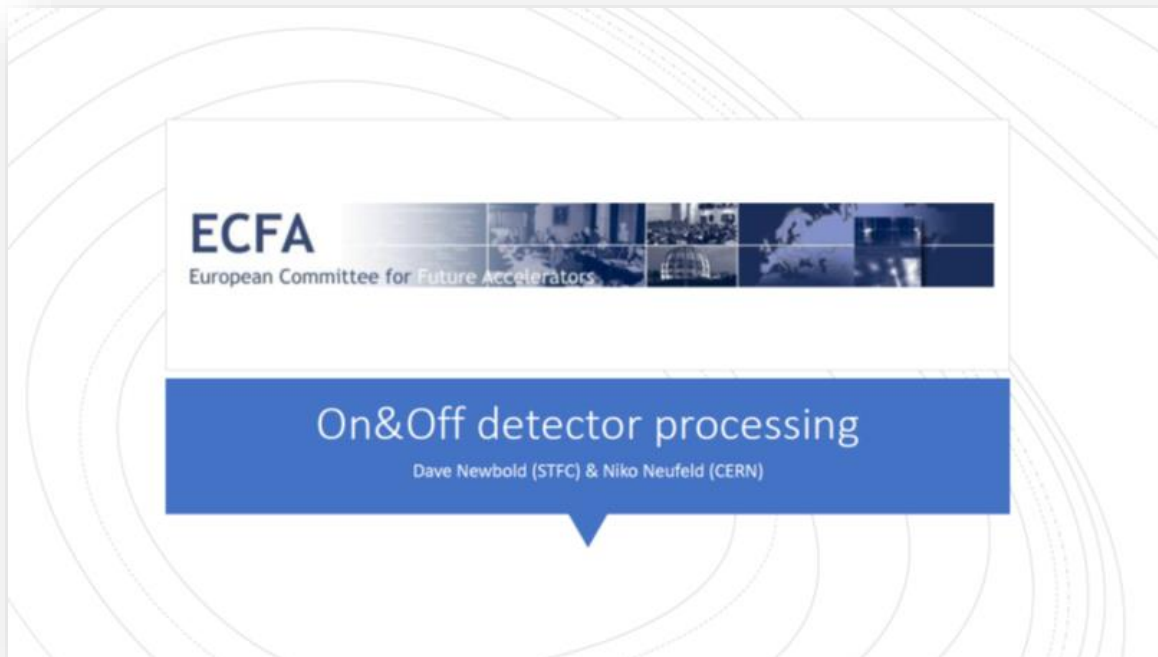 ECFA
European Committee for Future Accelerators
On&Off detector processing
Dave Newbold (STFC) & Niko Neufeld (CERN)